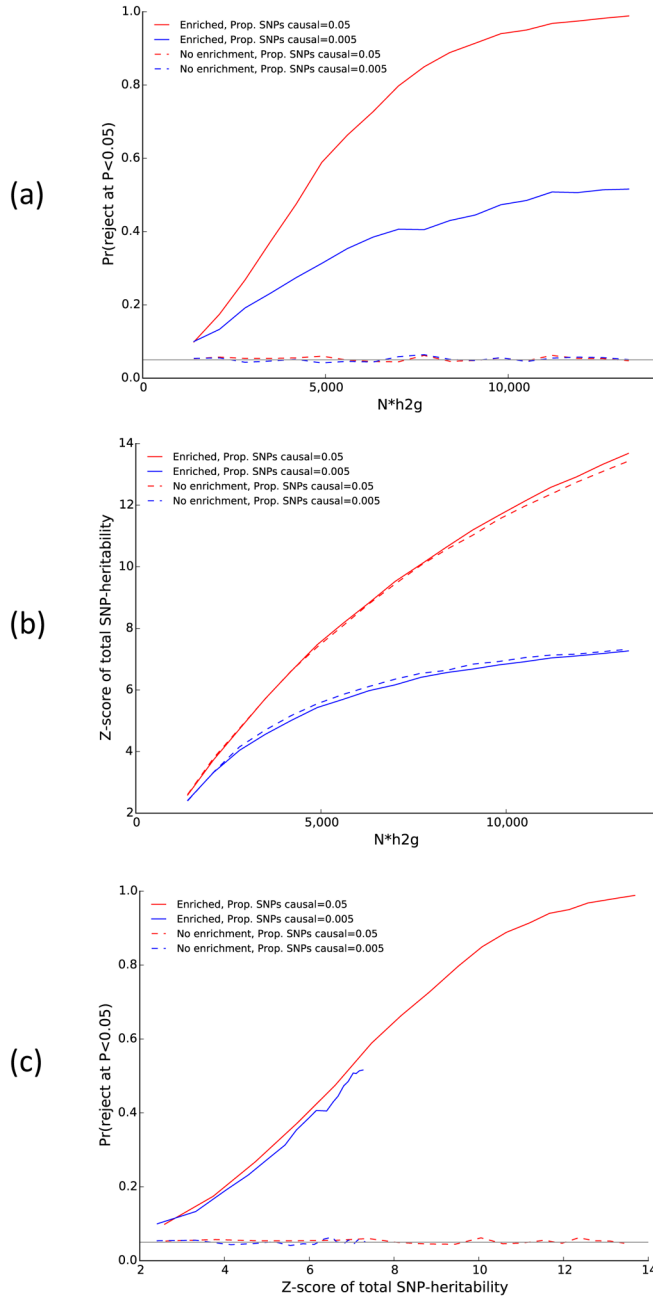 (a)
Pr(reject at P<0.05)
1.0
0.8
0.6
0.4
0.2
0.0
Enriched, Prop. SNPs causal=0.05
Enriched, Prop. SNPs causal=0.005
No enrichment, Prop. SNPs causal=0.05
No enrichment, Prop. SNPs causal=0.005
0
5,000
10,000
N*h2g
(b)
Z-score of total SNP-heritability
14
12
10
8
6
4
2
Enriched, Prop. SNPs causal=0.05
Enriched, Prop. SNPs causal=0.005
No enrichment, Prop. SNPs causal=0.05
No enrichment, Prop. SNPs causal=0.005
0
5,000
10,000
N*h2g
(c)
Pr(reject at P<0.05)
1.0
0.8
0.6
0.4
0.2
0.0
Enriched, Prop. SNPs causal=0.05
Enriched, Prop. SNPs causal=0.005
No enrichment, Prop. SNPs causal=0.05
No enrichment, Prop. SNPs causal=0.005
2
4
6
8
10
12
14
Z-score of total SNP-heritability